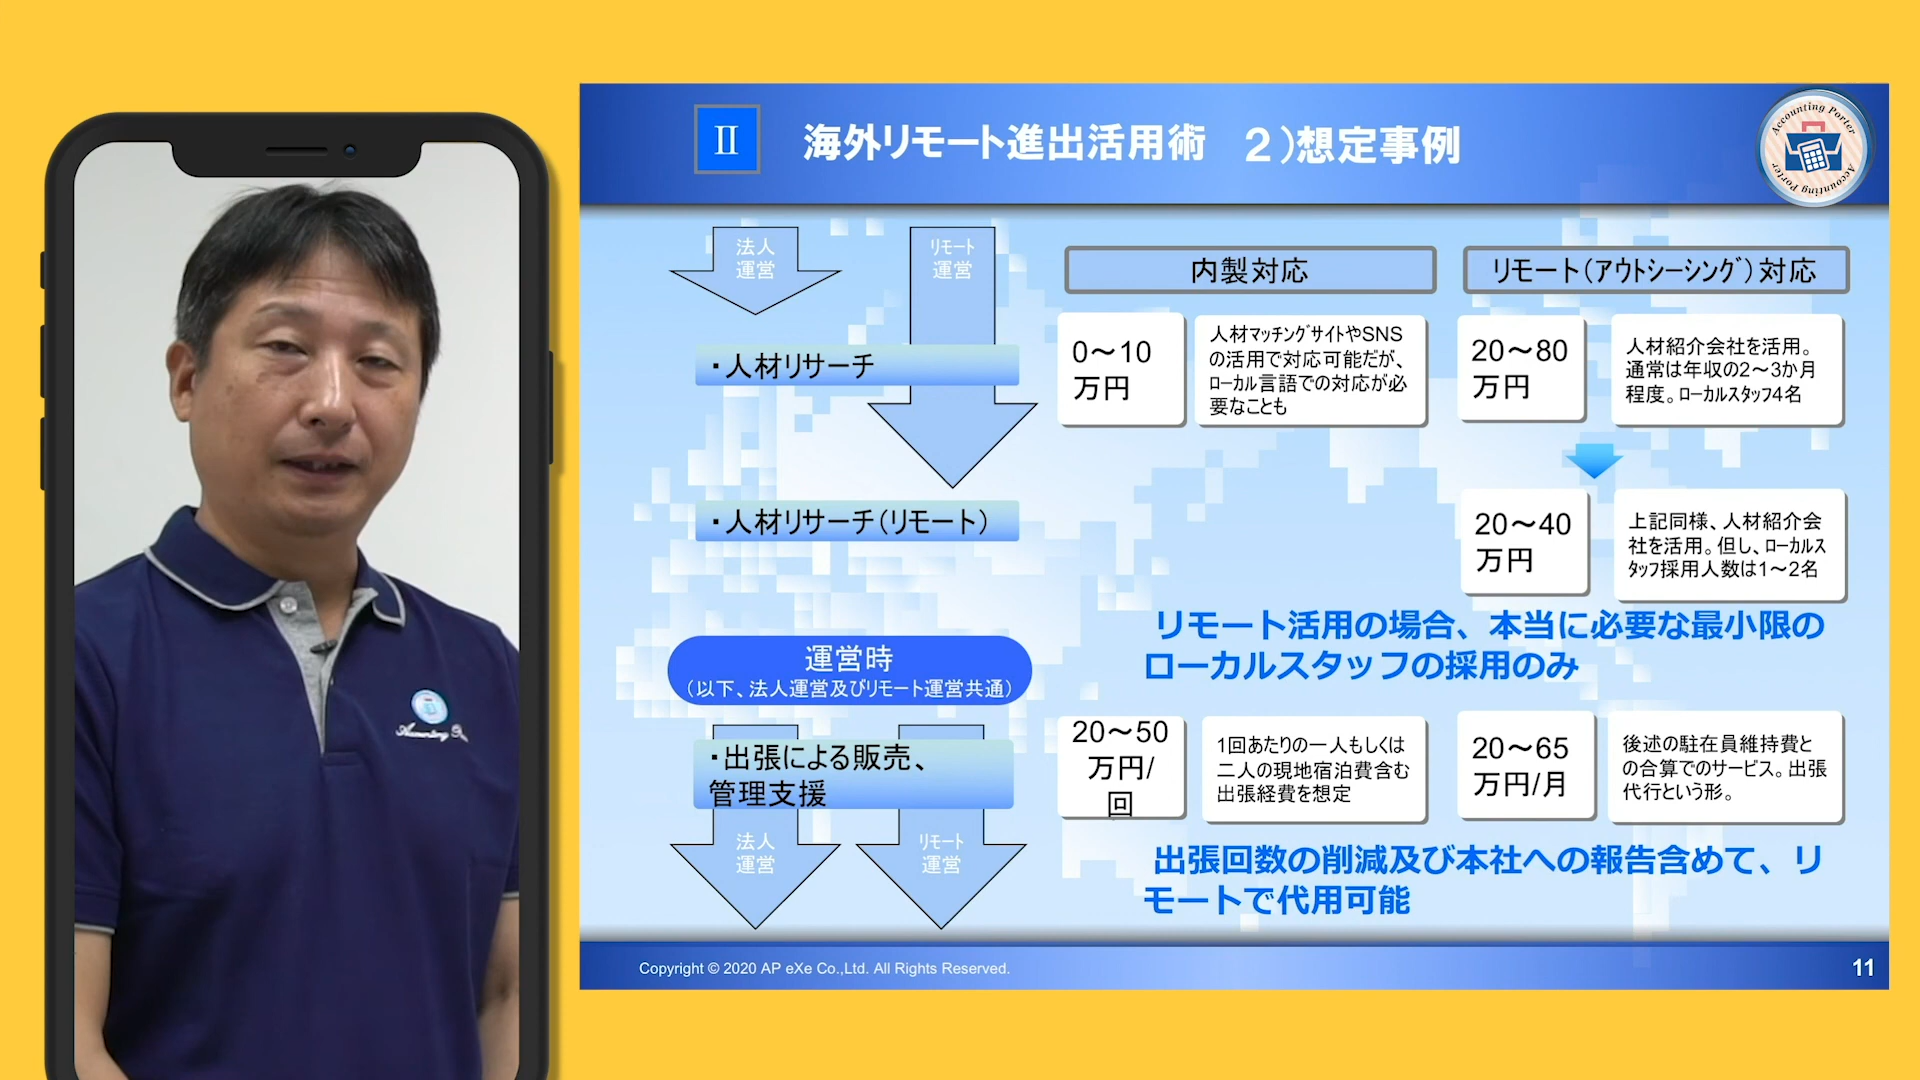 Ⅱ
海外リモート進出活用術　2）想定事例
Accounting Porter
Accounting Porter
法人
運営
リモート
運営
内製対応
リモート（アウトシーシング）対応
・人材リサーチ
0～10
万円
人材マッチングサイトやSNS
の活用で対応可能だが、
ローカル言語での対応が必
要なことも
20～80
万円
人材紹介会社を活用。
通常は年収の2～3か月
程度。ローカルスタッフ4名
・人材リサーチ（リモート）
20～40
万円
上記同様、人材紹介会
社を活用。但し、ローカルス
タッフ採用人数は1～2名
リモート活用の場合、本当に必要な最小限の
ローカルスタッフの採用のみ
運営時
（以下、法人運営及びリモート運営共通）
・出張による販売、
管理支援
20～50
万円/
回
1回あたりの一人もしくは
二人の現地宿泊費含む
出張経費を想定
20～65
万円/月
後述の駐在員維持費と
の合算でのサービス。出張
代行という形。
法人
運営
リモート
運営
出張回数の削減及び本社への報告含めて、リ
モートで代用可能
Copyright © 2020 AP eXe Co.,Ltd. All Rights Reserved.
11
Accounting